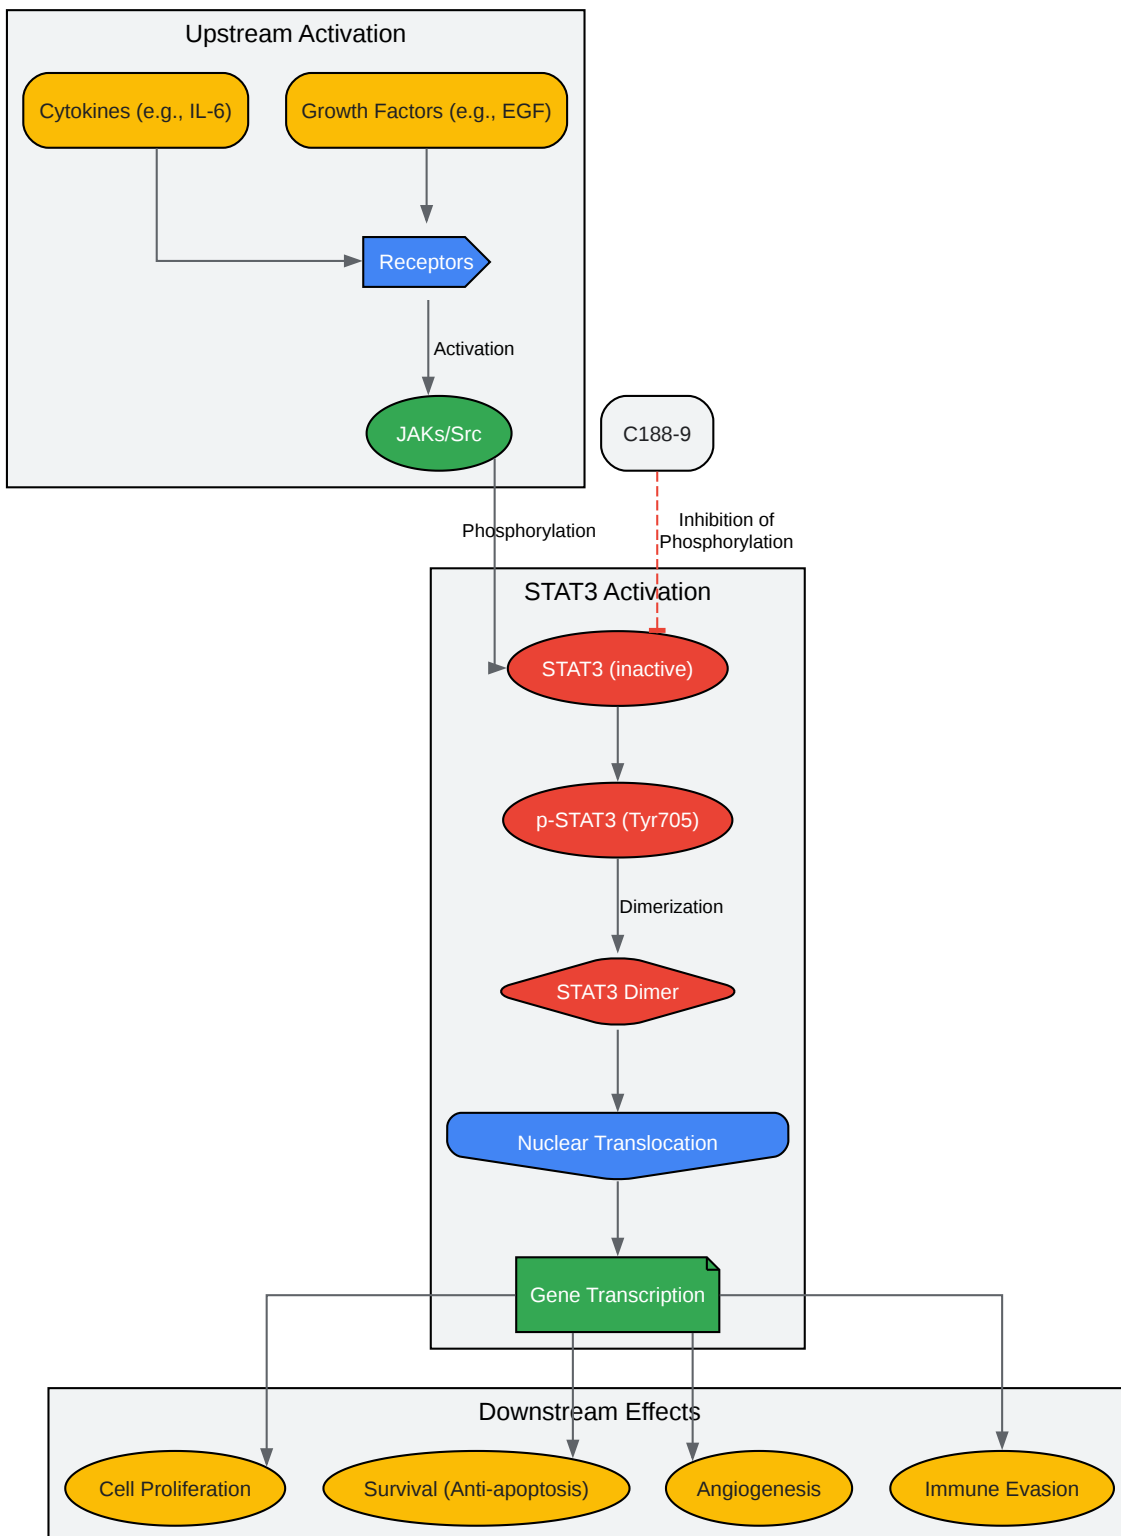 Upstream Activation
Cytokines (e.g., IL-6)
Growth Factors (e.g., EGF)
Receptors
Activation
JAKs/Src
C188-9
Phosphorylation
Inhibition of
Phosphorylation
STAT3 Activation
STAT3 (inactive)
p-STAT3 (Tyr705)
Dimerization
STAT3 Dimer
Nuclear Translocation
Gene Transcription
Downstream Effects
Cell Proliferation
Survival (Anti-apoptosis)
Angiogenesis
Immune Evasion